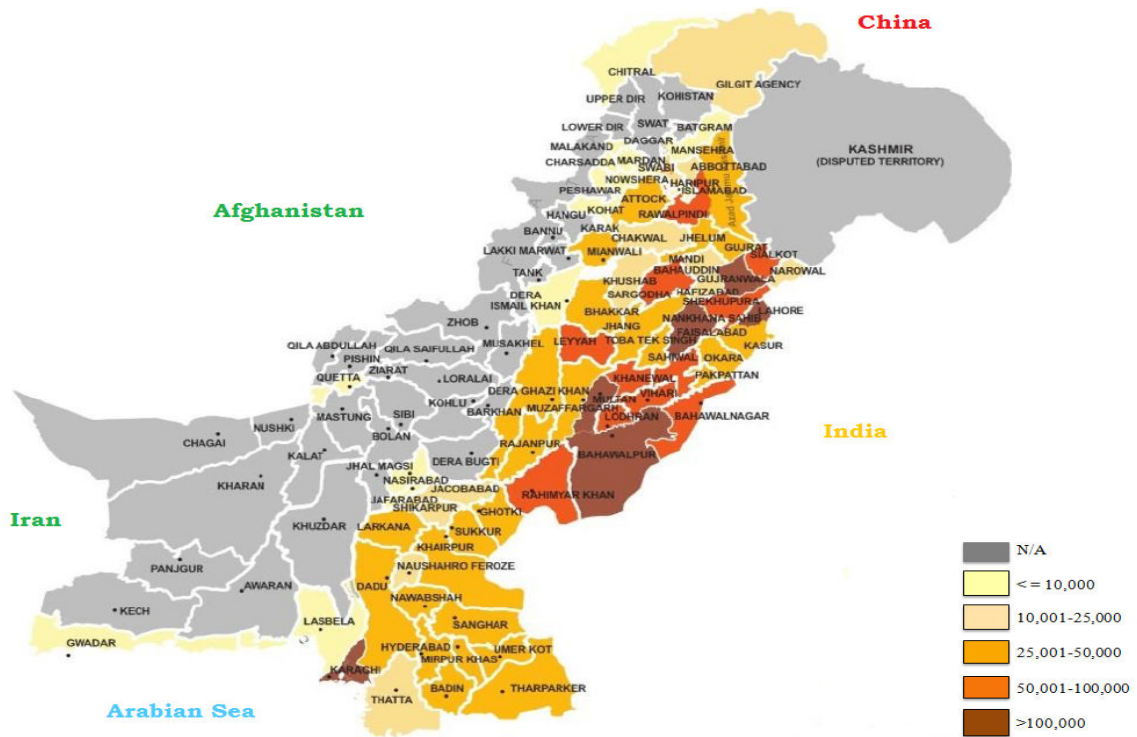 China
CHITRAL
GILGIT AGENCY
UPPER DIR
KOHISTAN
LOWER DIR
SWAT
BATGRAM
DAGGAR
MALAKAND
MANSEHRA
KASHMIR
(DISPUTED TERRITORY)
CHARSADDA
MARDAN
SWABI
ABBOTTABAD
NOWSHERA
HARIPUR
PESHAWAR
ISLAMABAD
ATTOCK
Afghanistan
HANGU
KOHAT
RAWALPINDI
Azad Jammu Kashmir
BANNU
KARAK
CHAKWAL
JHELUM
LAKKI MARWAT
MIANWALI
GUJRAT
SIALKOT
MANDI
BAHAUDDIN
TANK
KHUSHAB
GUJRANWALA
NAROWAL
DERA
ISMAIL KHAN
SARGODHA
HAFIZABAD
SHEKHUPURA
BHAKKAR
NANKHANA SAHIB
LAHORE
ZHOB
JHANG
FAISALABAD
QILA ABDULLAH
QILA SAIFULLAH
MUSAKHEL
LEYYAH
TOBA TEK SINGH
KASUR
PISHIN
SAHIWAL
OKARA
ZIARAT
QUETTA
LORALAI
DERA GHAZI KHAN
KHANEWAL
PAKPATTAN
MULTAN
VIHARI
KOHLU
BARKHAN
MUZAFFARGARH
MASTUNG
SIBI
LODHRAN
BAHAWALNAGAR
NUSHKI
BOLAN
India
CHAGAI
RAJANPUR
KALAT
DERA BUGTI
BAHAWALPUR
JHAL MAGSI
KHARAN
NASIRABAD
JACOBABAD
RAHIMYAR KHAN
JAFARABAD
SHIKARPUR
GHOTKI
Iran
KHUZDAR
LARKANA
SUKKUR
KHAIRPUR
N/A
PANJGUR
NAUSHAHRO FEROZE
AWARAN
DADU
< = 10,000
KECH
NAWABSHAH
10,001-25,000
LASBELA
SANGHAR
GWADAR
HYDERABAD
UMER KOT
25,001-50,000
MIRPUR KHAS
KARACHI
BADIN
THARPARKER
50,001-100,000
THATTA
Arabian Sea
>100,000